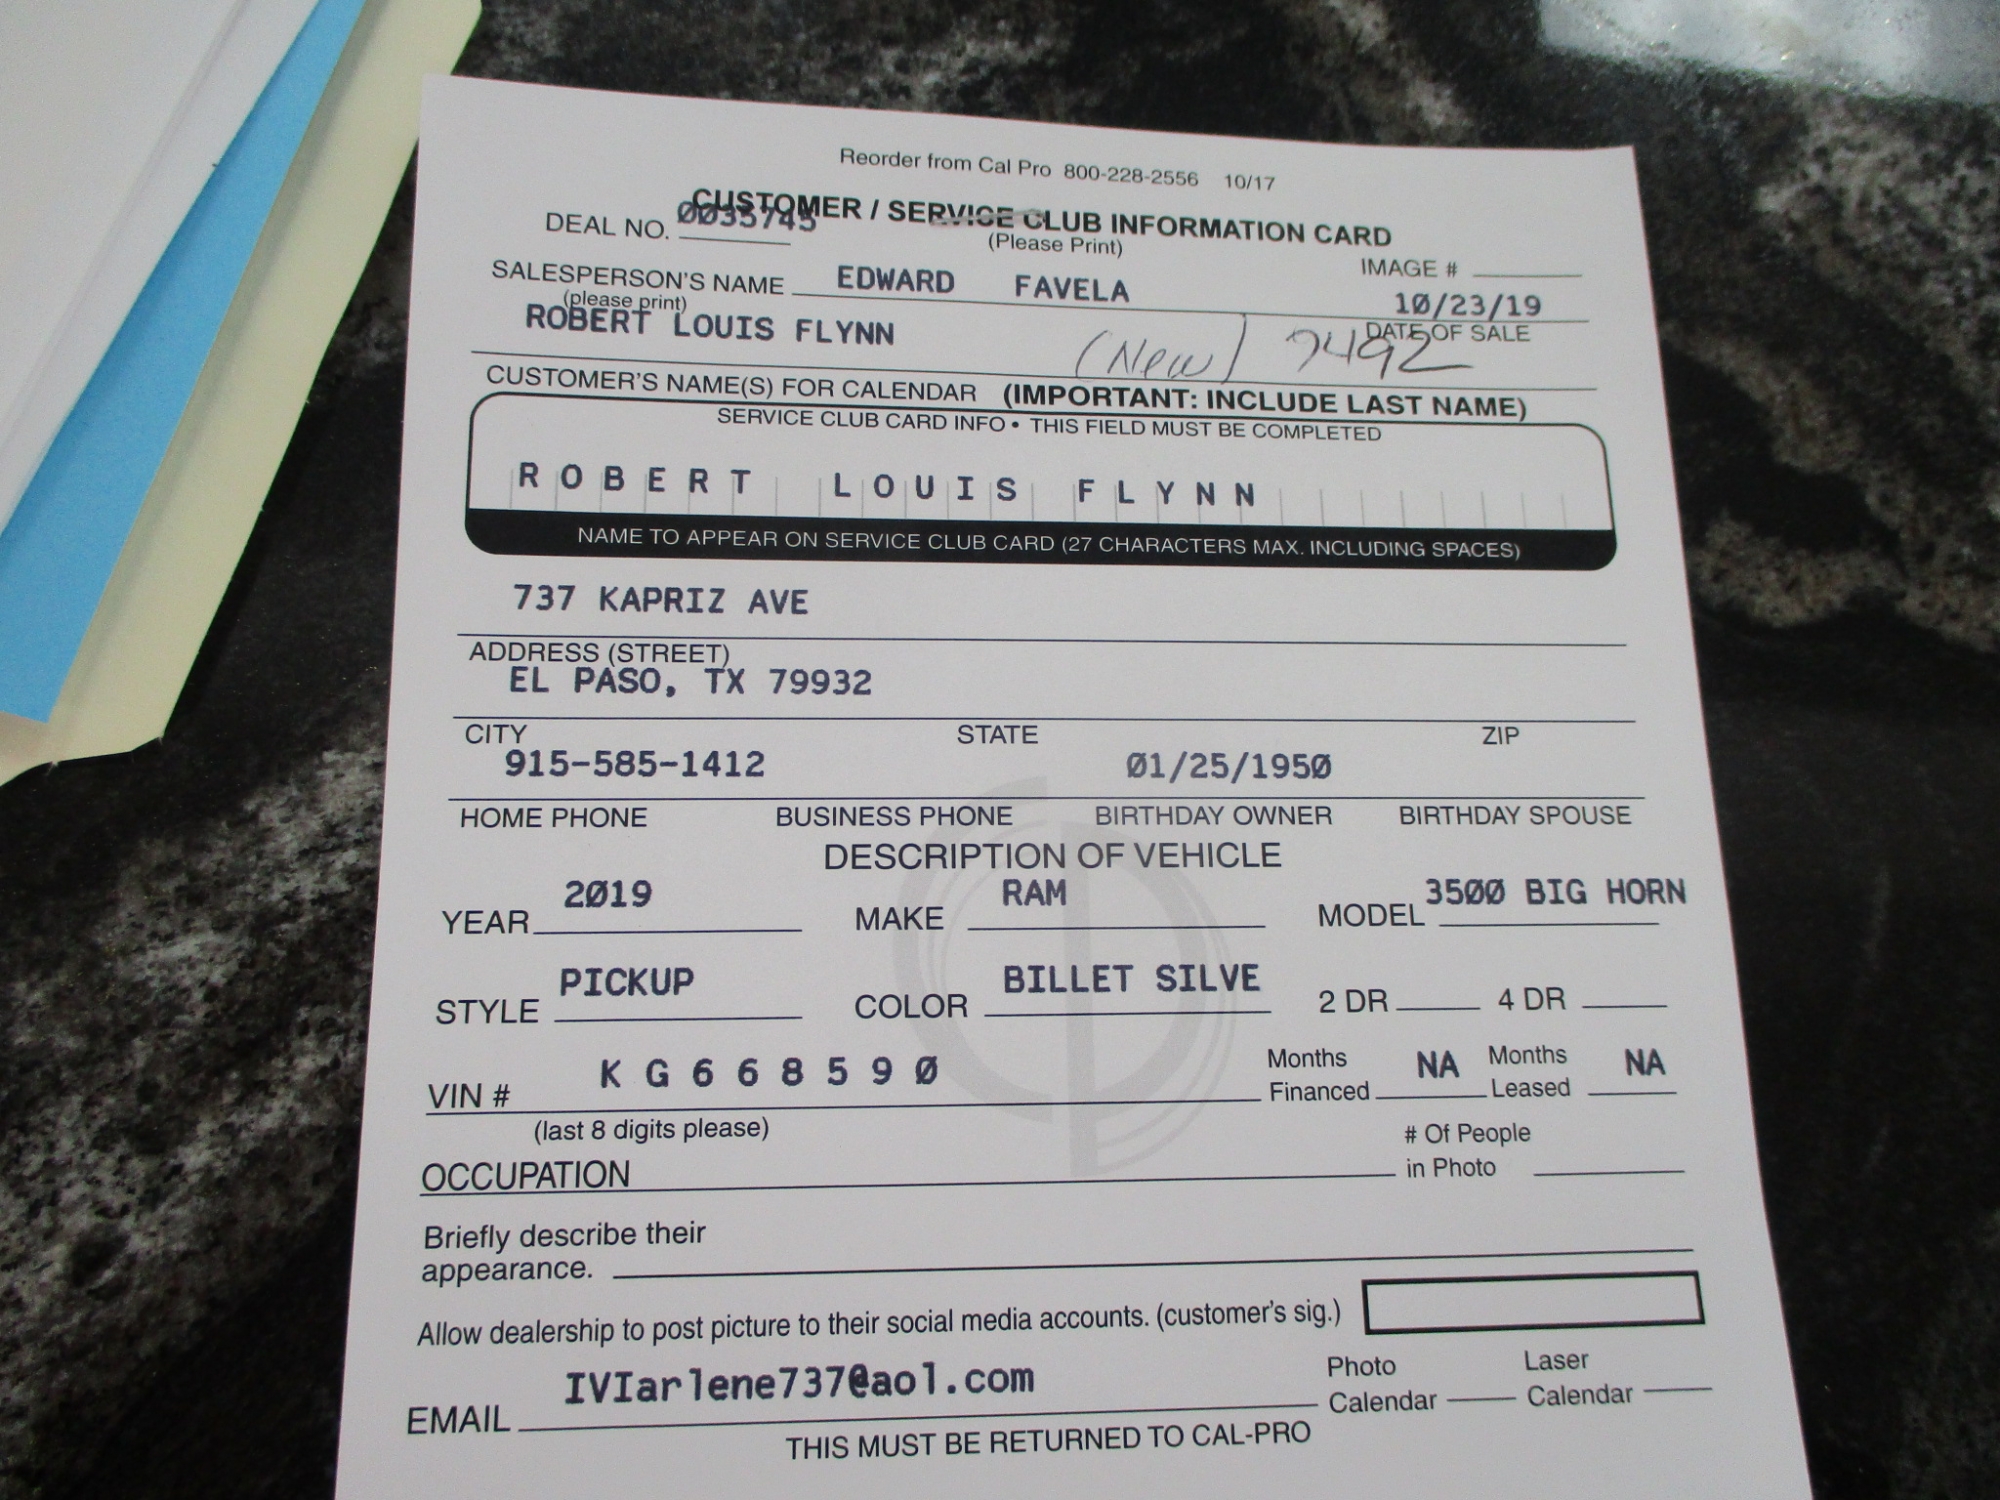 Reorder from Cal Pro 800-228-2556 10/17
CUSTOMER / SERVICE CLUB INFORMATION CARD
DEAL NO. 0035745 (Please Print)
IMAGE #
SALESPERSON'S NAME EDWARD FAVELA 10/23/19
(please print) DATE OF SALE
ROBERT LOUIS FLYNN (New) 7492
CUSTOMER'S NAME(S) FOR CALENDAR (IMPORTANT: INCLUDE LAST NAME)
SERVICE CLUB CARD INFO • THIS FIELD MUST BE COMPLETED
ROBERT LOUIS FLYNN
NAME TO APPEAR ON SERVICE CLUB CARD (27 CHARACTERS MAX. INCLUDING SPACES)
737 KAPRIZ AVE
ADDRESS (STREET)
EL PASO, TX 79932
CITY STATE ZIP
915-585-1412 01/25/1950
HOME PHONE BUSINESS PHONE BIRTHDAY OWNER BIRTHDAY SPOUSE
DESCRIPTION OF VEHICLE
YEAR 2019 MAKE RAM MODEL 3500 BIG HORN
STYLE PICKUP COLOR BILLET SILVE 2 DR 4 DR
VIN # KG668590 Months Financed NA Months Leased NA
(last 8 digits please)
OCCUPATION # Of People in Photo
Briefly describe their
appearance.
Allow dealership to post picture to their social media accounts. (customer's sig.)
EMAIL IVIarlene737@aol.com Photo Calendar Laser Calendar
THIS MUST BE RETURNED TO CAL-PRO